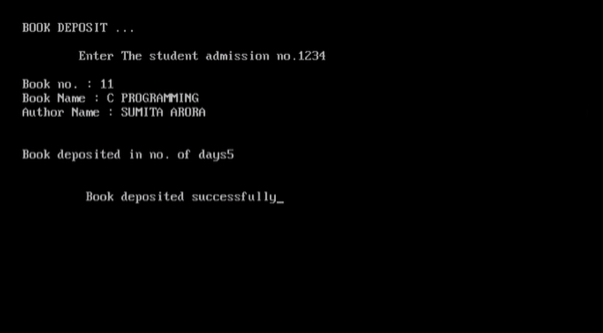 BOOK DEPOSIT ...
Enter The student admission no.1234
Book no. : 11
Book Name : C PROGRAMMING
Author Name : SUMITA ARORA
Book deposited in no. of days5
Book deposited successfully_